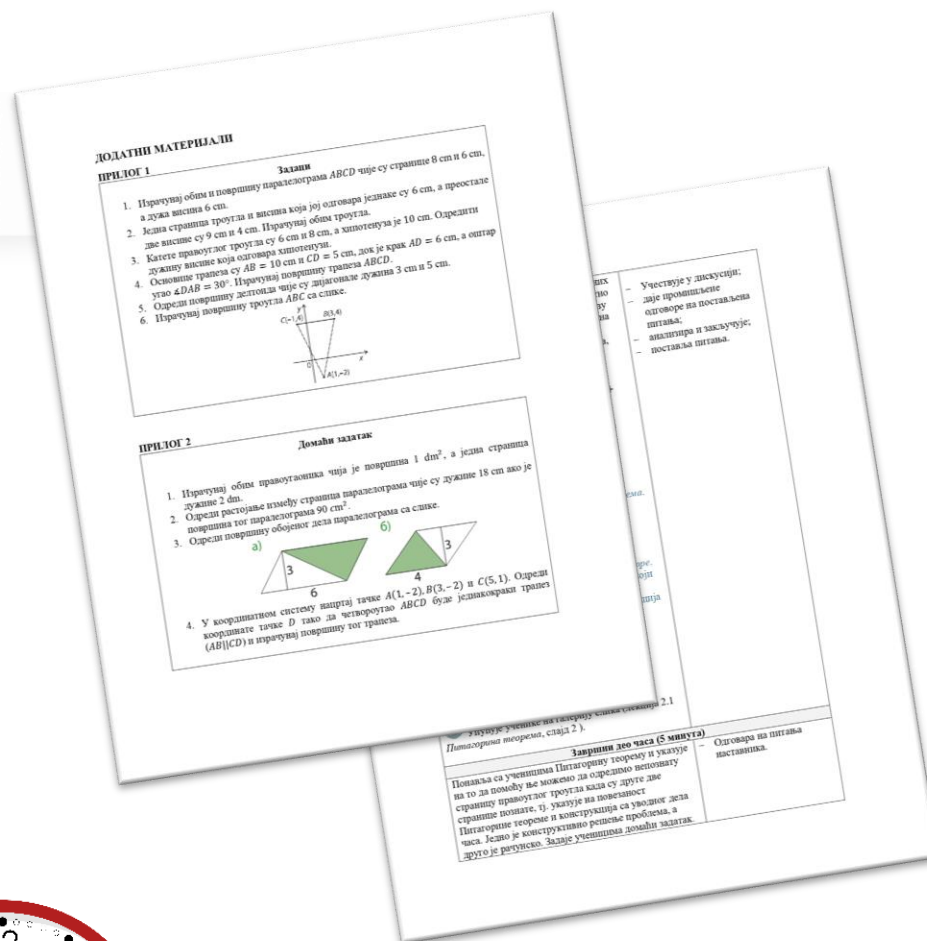 ДОДАТНИ МАТЕРИЈАЛИ
ПРИЛОГ 1
Задаци
1. Израчунај обим и површину паралелограма ABCD чије су странице 8 cm и 6 cm,
а дужа висина 6 cm.
2. Једна страница троугла и висина која јој одговара једнаке су 6 cm, а преостале
две висине су 9 cm и 4 cm. Израчунај обим троугла.
3. Катете правоуглог троугла су 6 cm и 8 cm, а хипотенуза је 10 cm. Одредити
дужину висине која одговара хипотенузи.
4. Основице трапеза су AB = 10 cm и CD = 5 cm, док је крак AD = 6 cm, а оштар
угао ∡DAB = 30°. Израчунај површину трапеза ABCD.
5. Одреди површину делтоида чије су дијагонале дужина 3 cm и 5 cm.
6. Израчунај површину троугла ABC са слике.
y
C(−1,4)
B(3,4)
0
x
A(1,−2)
ПРИЛОГ 2
Домаћи задатак
1. Израчунај обим правоугаоника чија је површина 1 dm², а једна страница
дужине 2 dm.
2. Одреди растојање између страница паралелограма чије су дужине 18 cm ако је
површина тог паралелограма 90 cm².
3. Одреди површину обојеног дела паралелограма са слике.
а)
3
6
б)
3
4
4. У координатном систему нацртај тачке A(1,−2), B(3,−2) и C(5,1). Одреди
координате тачке D тако да четвороугао ABCD буде једнакокраки трапез
(AB||CD) и израчунај површину тог трапеза.
– Учествује у дискусији;
– даје промишљене
одговоре на постављена
питања;
– анализира и закључује;
– поставља питања.
Упућује ученике на галерију слика (лекција 2.1
Питагорина теорема, слајд 2 ).
Завршни део часа (5 минута)
Понавља са ученицима Питагорину теорему и указује
на то да помоћу ње можемо да одредимо непознату
страницу правоуглог троугла када су друге две
странице познате, тј. указује на повезаност
Питагорине теореме и конструкција са уводног дела
часа. Једно је конструктивно решење проблема, а
друго је рачунско. Задаје ученицима домаћи задатак
– Одговара на питања
наставника.